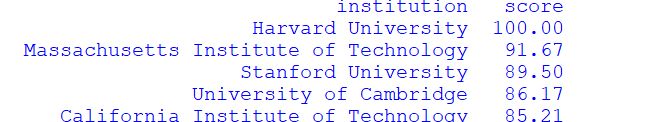 institution score
Harvard University 100.00
Massachusetts Institute of Technology 91.67
Stanford University 89.50
University of Cambridge 86.17
California Institute of Technology 85.21